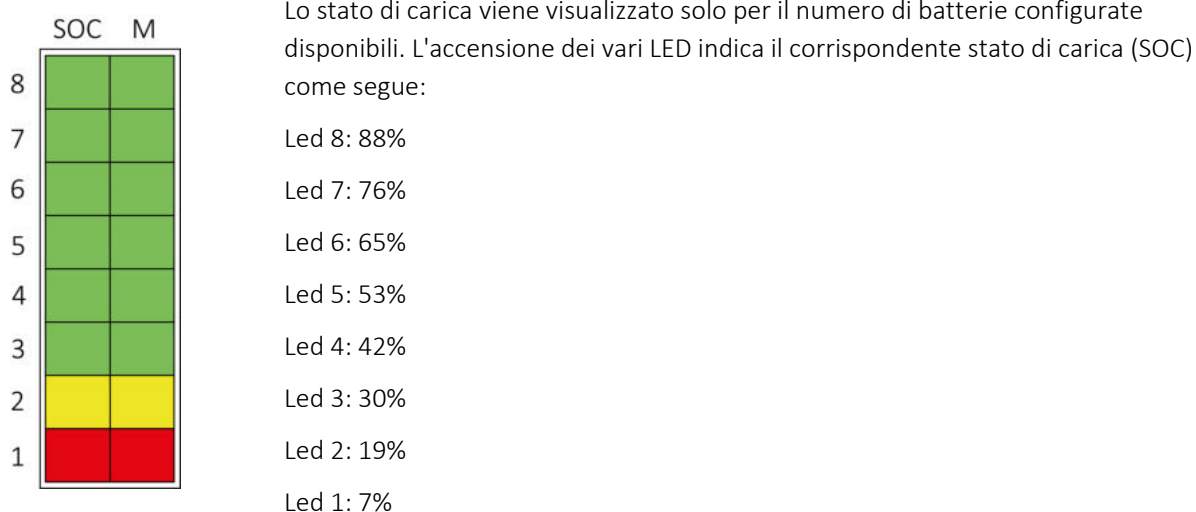 SOC M
8
7
6
5
4
3
2
1
Lo stato di carica viene visualizzato solo per il numero di batterie configurate
disponibili. L'accensione dei vari LED indica il corrispondente stato di carica (SOC)
come segue:
Led 8: 88%
Led 7: 76%
Led 6: 65%
Led 5: 53%
Led 4: 42%
Led 3: 30%
Led 2: 19%
Led 1: 7%